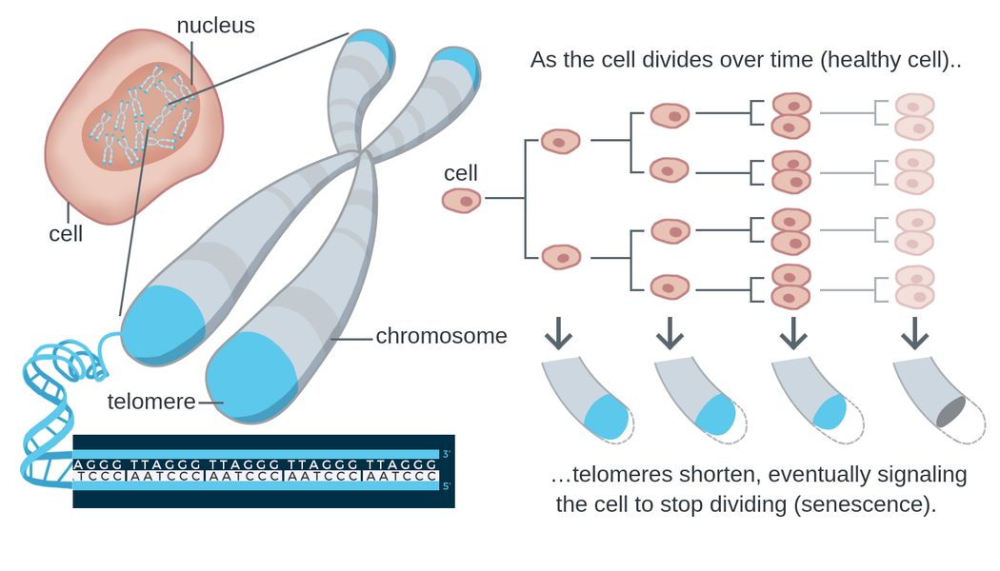 nucleus
As the cell divides over time (healthy cell)..
cell
cell
chromosome
telomere
3'
AGGG TTAGGG TTAGGG TTAGGG TTAGGG
TCCC AATCCC AATCCC AATCCC AATCCC
5'
…telomeres shorten, eventually signaling
the cell to stop dividing (senescence).